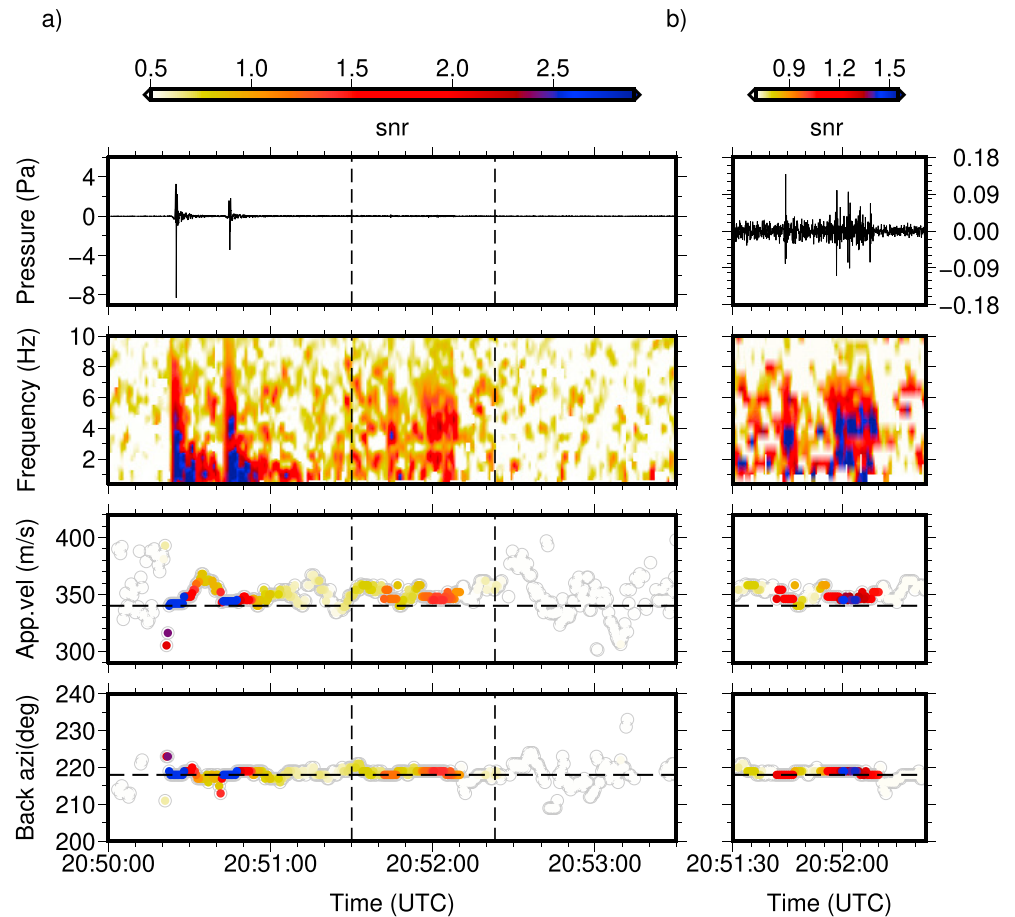 a) b)
0.5 1.0 1.5 2.0 2.5 0.9 1.2 1.5
snr snr
Pressure (Pa)
4
0
−4
−8
0.18
0.09
0.00
−0.09
−0.18
Frequency (Hz)
10
8
6
4
2
App.vel (m/s)
400
350
300
Back azi(deg)
240
230
220
210
200
20:50:00 20:51:00 20:52:00 20:53:00 20:51:30 20:52:00
Time (UTC) Time (UTC)